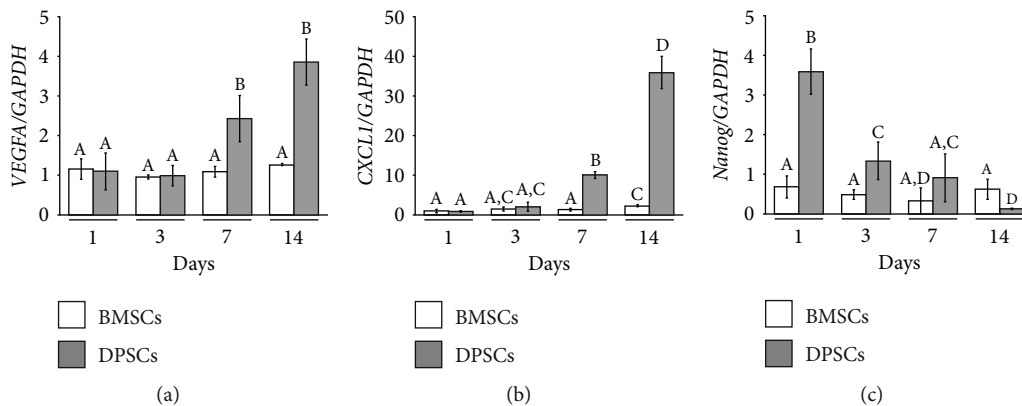 VEGFA/GAPDH
5
4
3
2
1
0
A
A
A
A
A
B
A
B
1
3
7
14
Days
BMSCs
DPSCs
(a)
CXCL1/GAPDH
50
40
30
20
10
0
A
A
A,C
A,C
A
B
C
D
1
3
7
14
Days
BMSCs
DPSCs
(b)
Nanog/GAPDH
5
4
3
2
1
0
A
B
A
C
A,D
A,C
A
D
1
3
7
14
Days
BMSCs
DPSCs
(c)